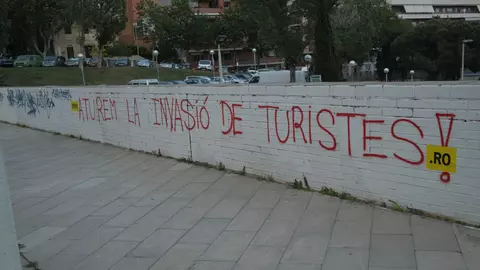 ATUREM LA INVASIÓ DE TURISTES!
.RO